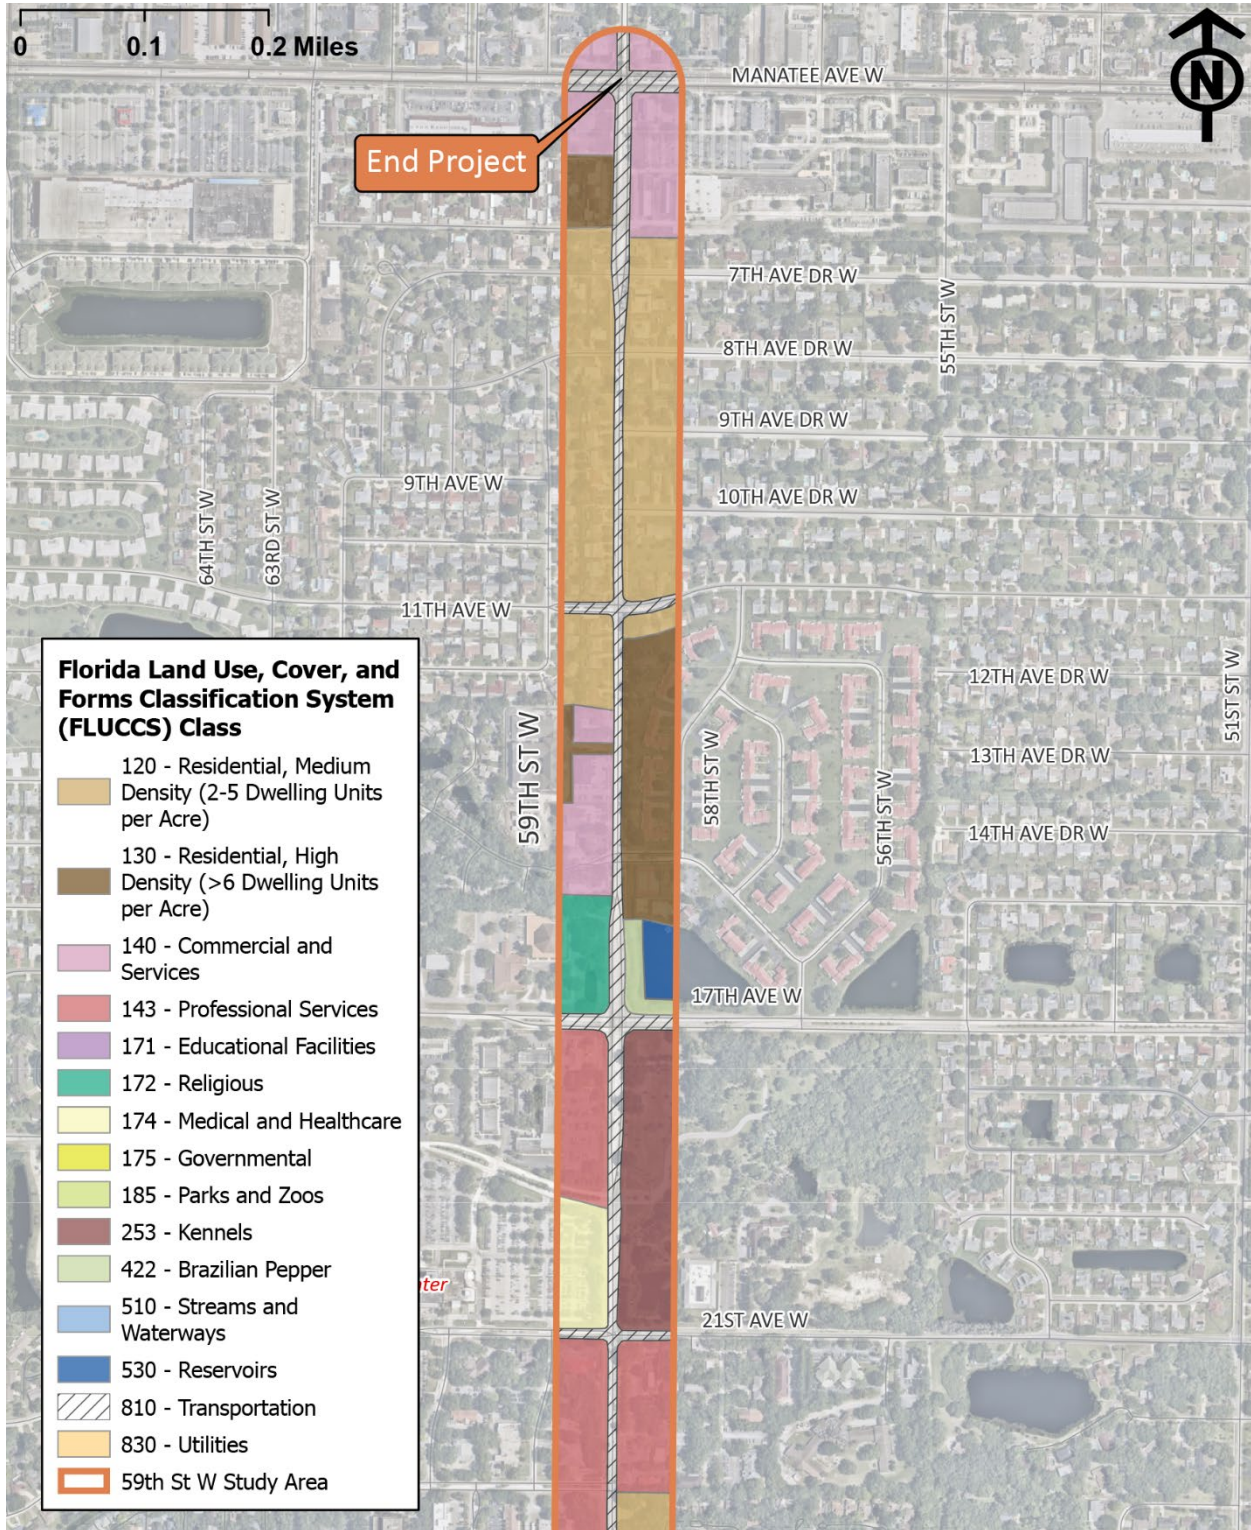 0 0.1 0.2 Miles
N
MANATEE AVE W
End Project
7TH AVE DR W
55TH ST W
8TH AVE DR W
9TH AVE DR W
9TH AVE W
10TH AVE DR W
64TH ST W
63RD ST W
11TH AVE W
12TH AVE DR W
51ST ST W
13TH AVE DR W
59TH ST W
58TH ST W
56TH ST W
14TH AVE DR W
17TH AVE W
ter
21ST AVE W
Florida Land Use, Cover, and
Forms Classification System
(FLUCCS) Class
120 - Residential, Medium
Density (2-5 Dwelling Units
per Acre)
130 - Residential, High
Density (>6 Dwelling Units
per Acre)
140 - Commercial and
Services
143 - Professional Services
171 - Educational Facilities
172 - Religious
174 - Medical and Healthcare
175 - Governmental
185 - Parks and Zoos
253 - Kennels
422 - Brazilian Pepper
510 - Streams and
Waterways
530 - Reservoirs
810 - Transportation
830 - Utilities
59th St W Study Area